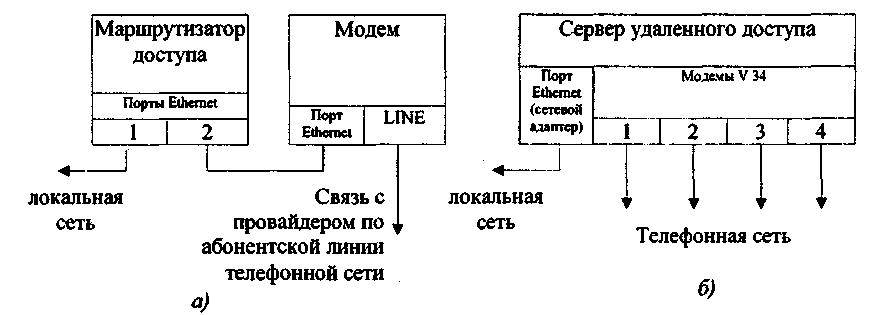 Маршрутизатор
доступа
Порты Ethernet
1 2
Модем
Порт
Ethernet
LINE
локальная
сеть
Связь с
провайдером по
абонентской линии
телефонной сети
а)
Сервер удаленного доступа
Порт
Ethernet
(сетевой
адаптер)
Модемы V 34
1 2 3 4
локальная
сеть
Телефонная сеть
б)